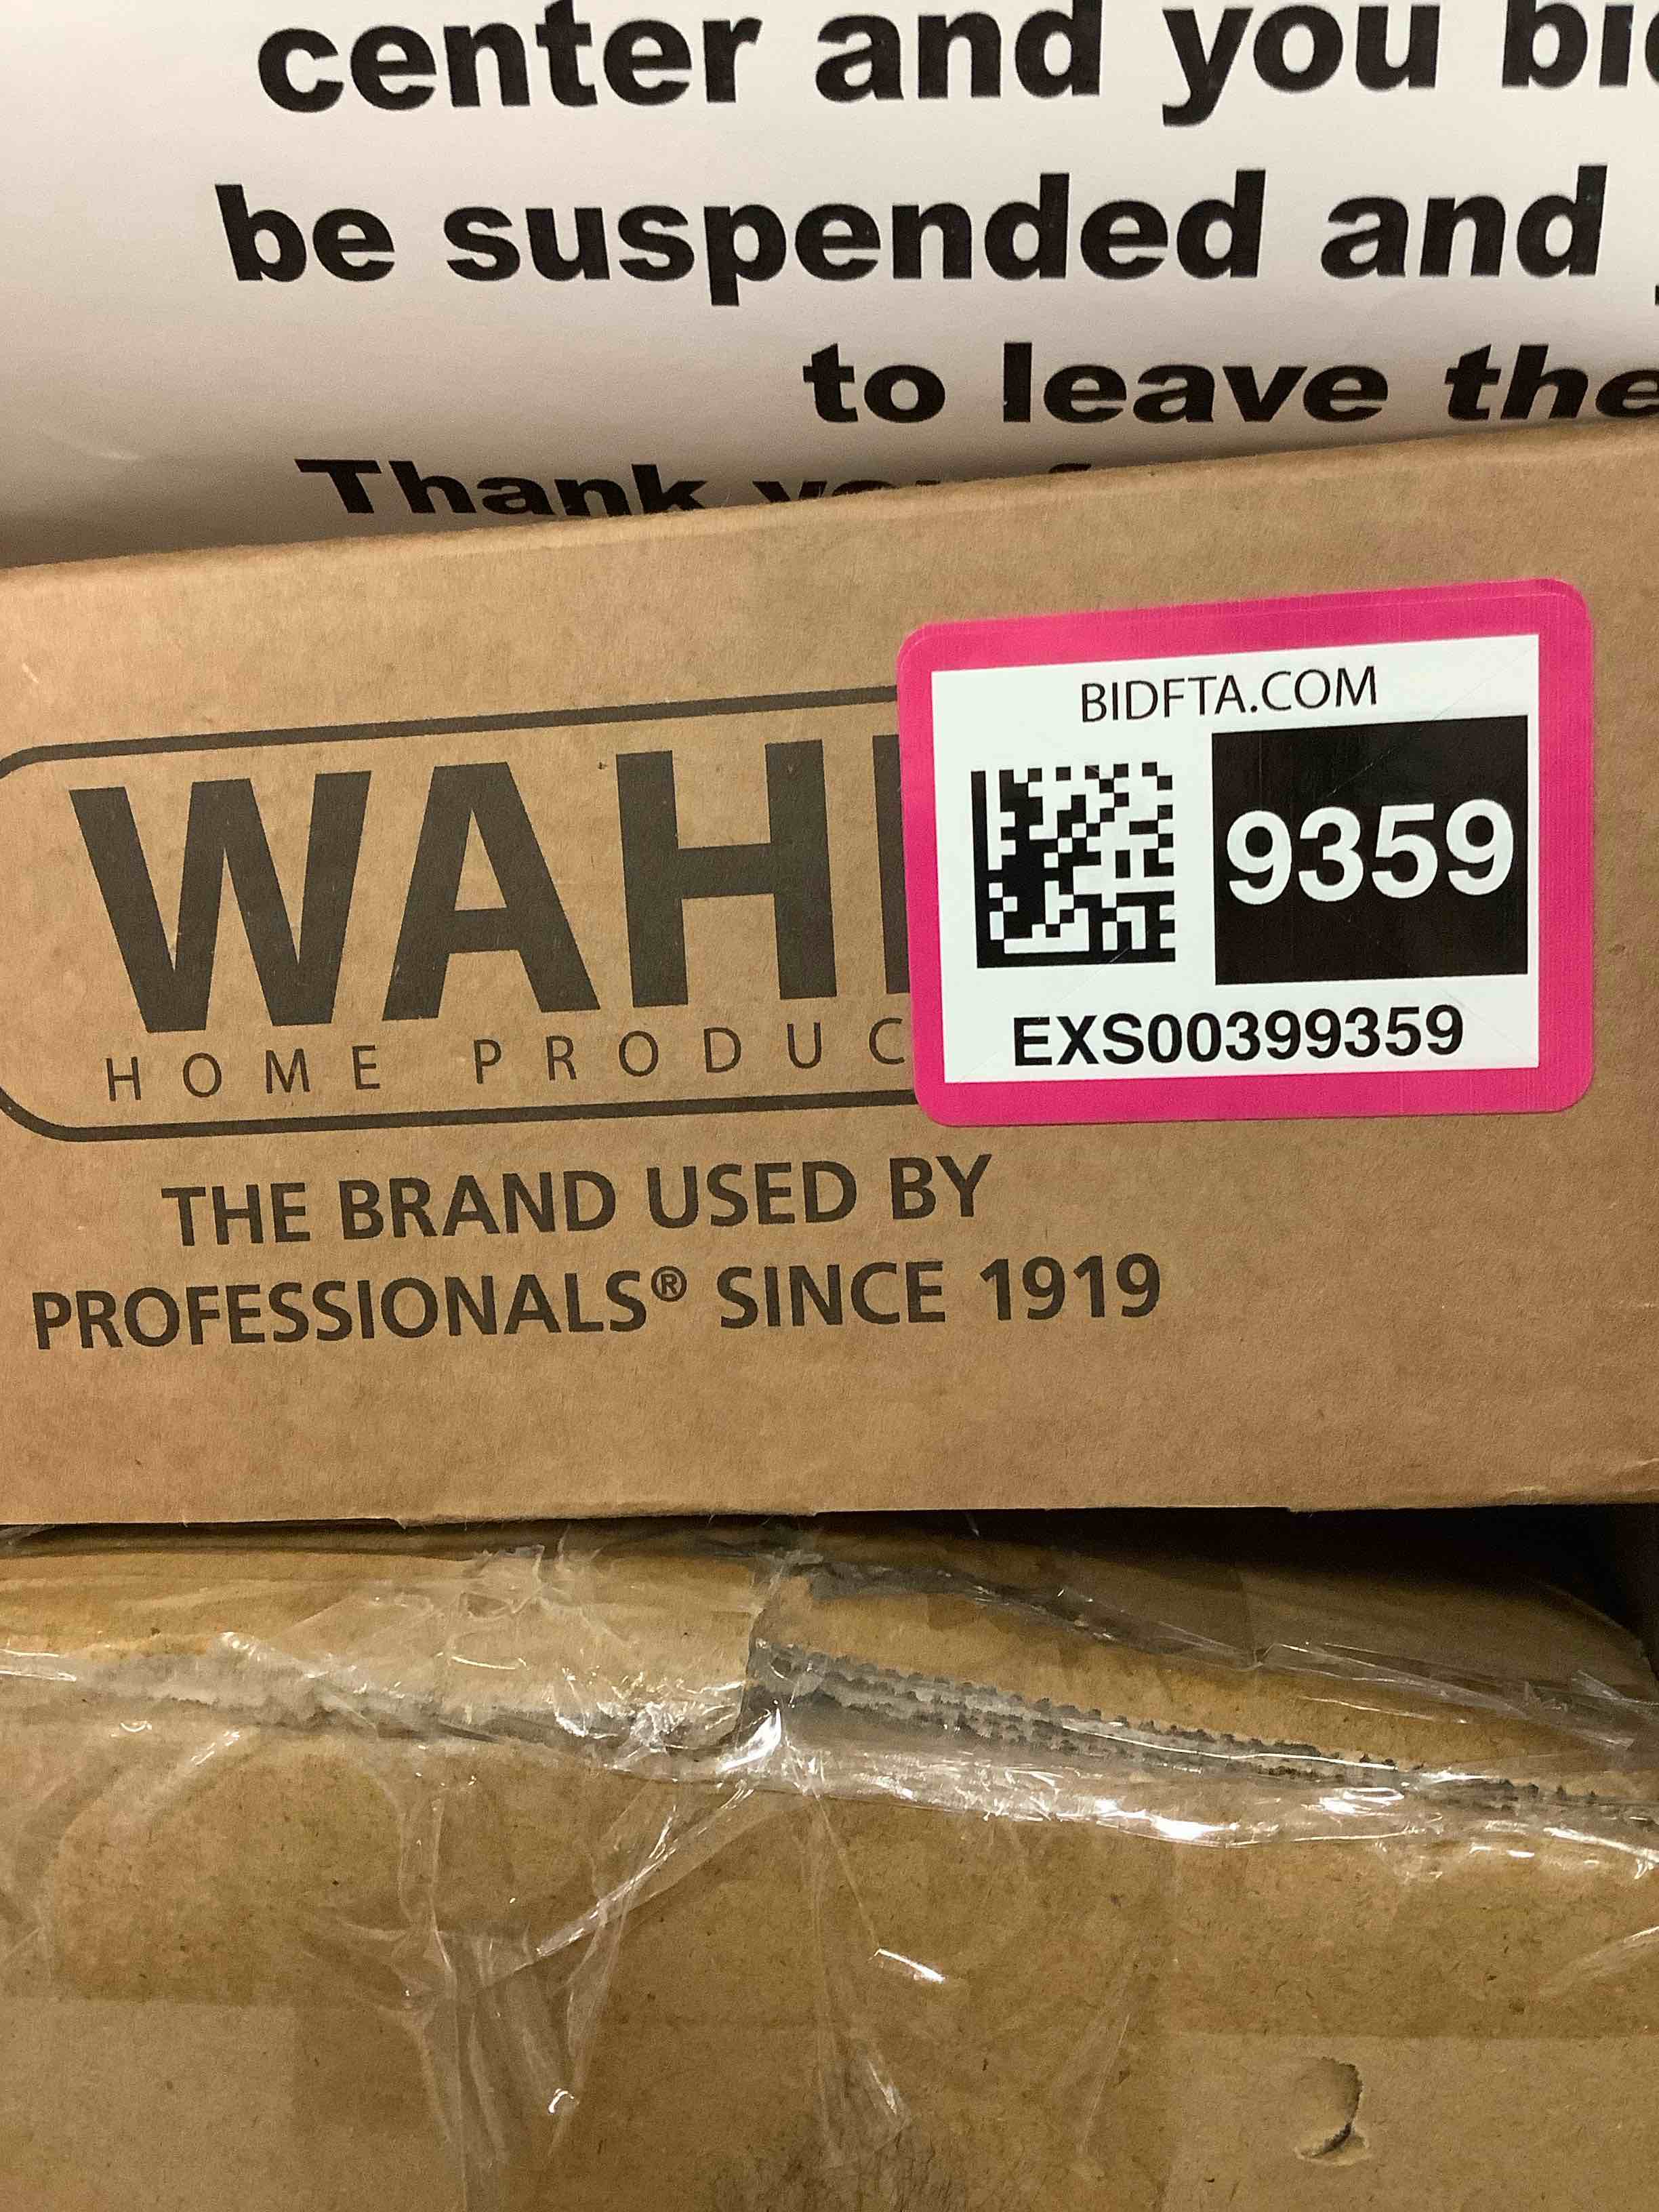 center and you
be suspended and
to leave the
Thank
WAH
HOME PRODUC
THE BRAND USED BY
PROFESSIONALS® SINCE 1919
BIDFTA.COM
9359
EXS00399359